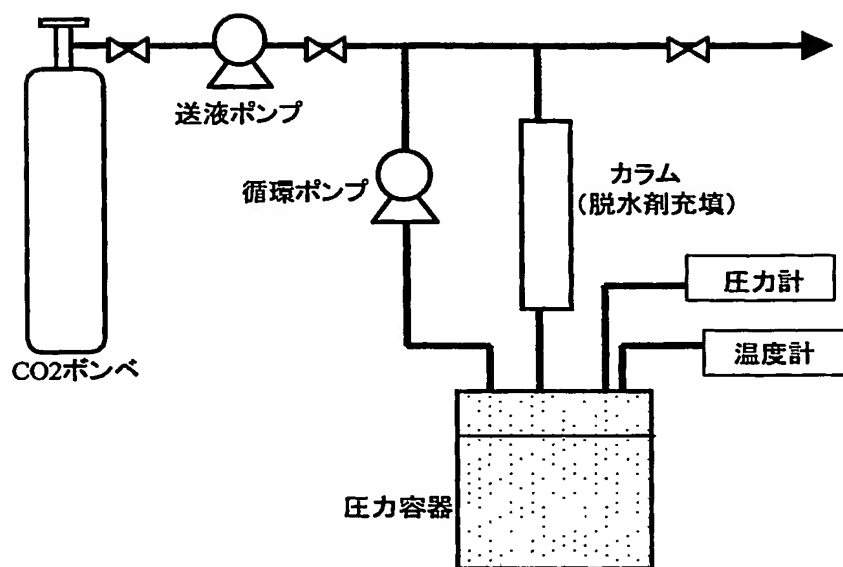 送液ポンプ
循環ポンプ
カラム
(脱水剤充填)
圧力計
温度計
CO2ボンベ
圧力容器